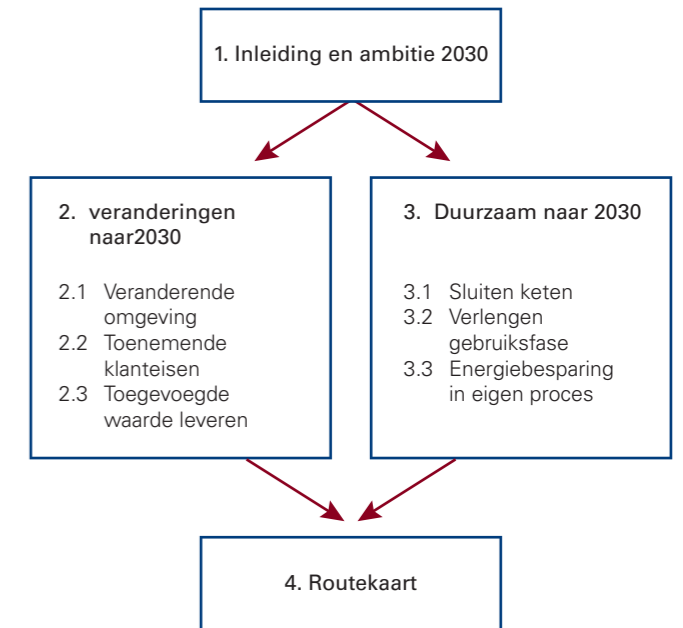 1. Inleiding en ambitie 2030
2. veranderingen
naar2030
2.1 Veranderende
omgeving
2.2 Toenemende
klanteisen
2.3 Toegevoegde
waarde leveren
3. Duurzaam naar 2030
3.1 Sluiten keten
3.2 Verlengen
gebruiksfase
3.3 Energiebesparing
in eigen proces
4. Routekaart